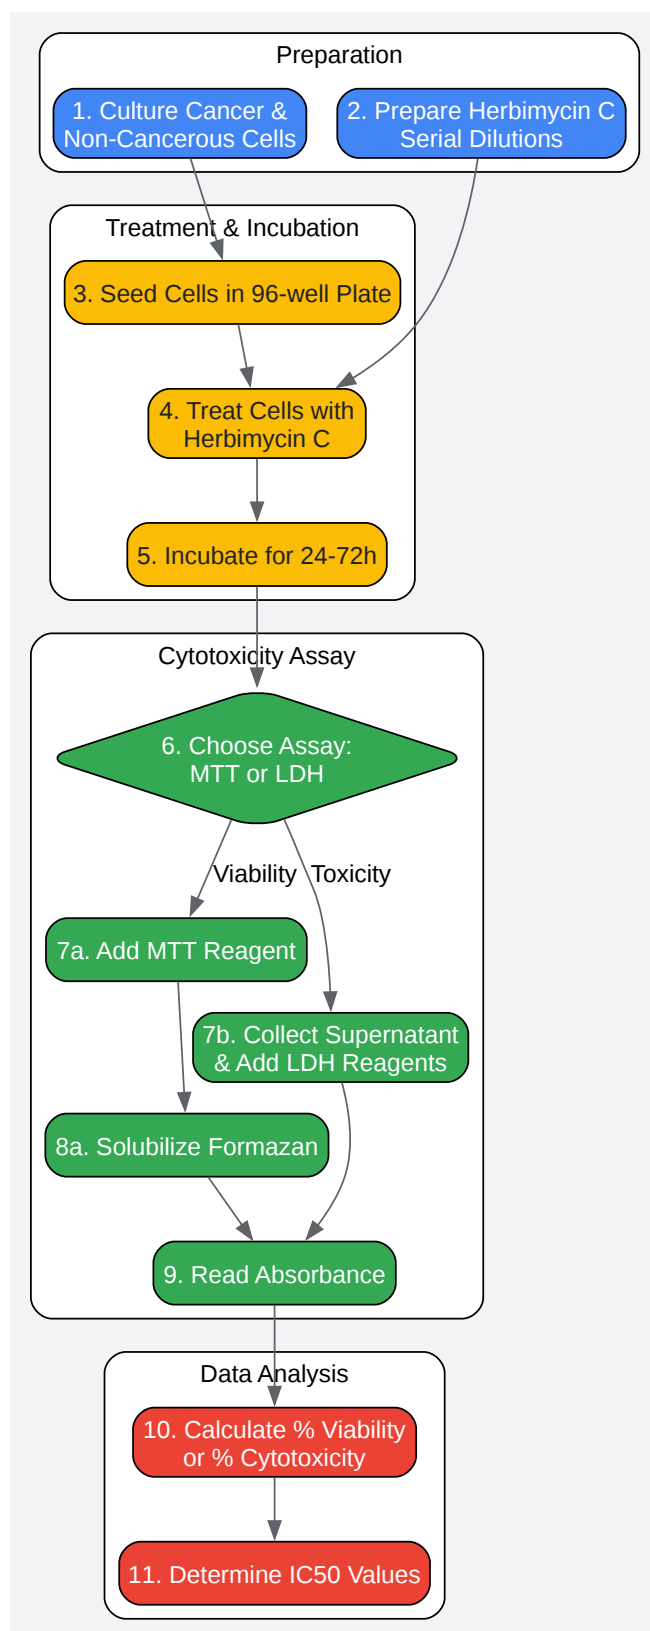 Preparation
1. Culture Cancer &
Non-Cancerous Cells
2. Prepare Herbimycin C
Serial Dilutions
Treatment & Incubation
3. Seed Cells in 96-well Plate
4. Treat Cells with
Herbimycin C
5. Incubate for 24-72h
Cytotoxicity Assay
6. Choose Assay:
MTT or LDH
Viability
Toxicity
7a. Add MTT Reagent
7b. Collect Supernatant
& Add LDH Reagents
8a. Solubilize Formazan
9. Read Absorbance
Data Analysis
10. Calculate % Viability
or % Cytotoxicity
11. Determine IC50 Values